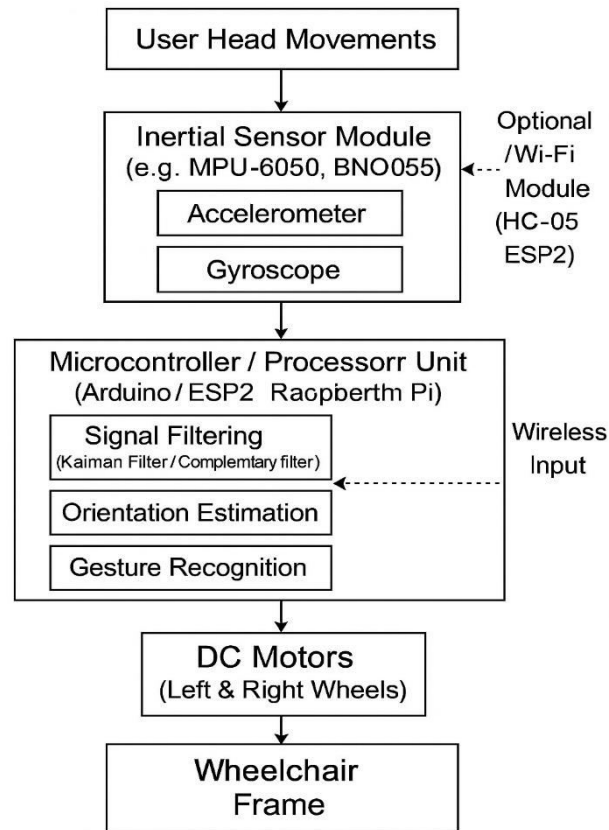 User Head Movements
Inertial Sensor Module
(e.g. MPU-6050, BNO055)
Accelerometer
Gyroscope
Optional
/Wi-Fi
Module
(HC-05
ESP2)
Microcontroller / Processorr Unit
(Arduino / ESP2 Racpiberthm Pi)
Signal Filtering
(Kaiman Filter / Complemtary filter)
Orientation Estimation
Gesture Recognition
Wireless
Input
DC Motors
(Left & Right Wheels)
Wheelchair
Frame